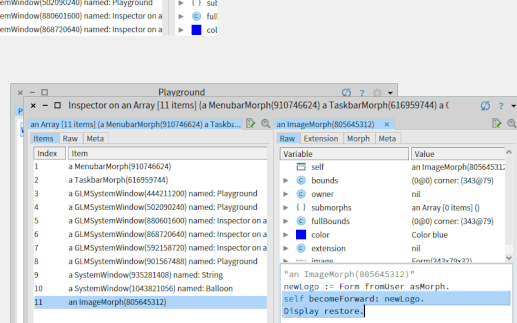 emWindow(502090240) named: Playground
emWindow(880601600) named: Inspector on a
emWindow(868720640) named: Inspector on a
{ } sub
full
col
Playground
Inspector on an Array [11 items] (a MenubarMorph(910746624) a TaskbarMorph(616959744) a
an Array [11 items] (a MenubarMorph(910746624) a Taskba...
Items Raw Meta
Index Item
1 a MenubarMorph(910746624)
2 a TaskbarMorph(616959744)
3 a GLMSystemWindow(444211200) named: Playground
4 a GLMSystemWindow(502090240) named: Playground
5 a GLMSystemWindow(880601600) named: Inspector on a
6 a GLMSystemWindow(868720640) named: Inspector on a
7 a GLMSystemWindow(592158720) named: Inspector on a
8 a GLMSystemWindow(901567488) named: Playground
9 a SystemWindow(935281408) named: String
10 a SystemWindow(1043821056) named: Balloon
11 an ImageMorph(805645312)
an ImageMorph(805645312)
Raw Extension Morph Meta
Variable Value
self an ImageMorph(80564531
bounds (0@0) corner: (343@79)
owner nil
{ } submorphs an Array [0 items] ()
fullBounds (0@0) corner: (343@79)
color Color blue
extension nil
image Form(343x79x32)
"an ImageMorph(805645312)"
newLogo := Form fromUser asMorph.
self becomeForward: newLogo.
Display restore.